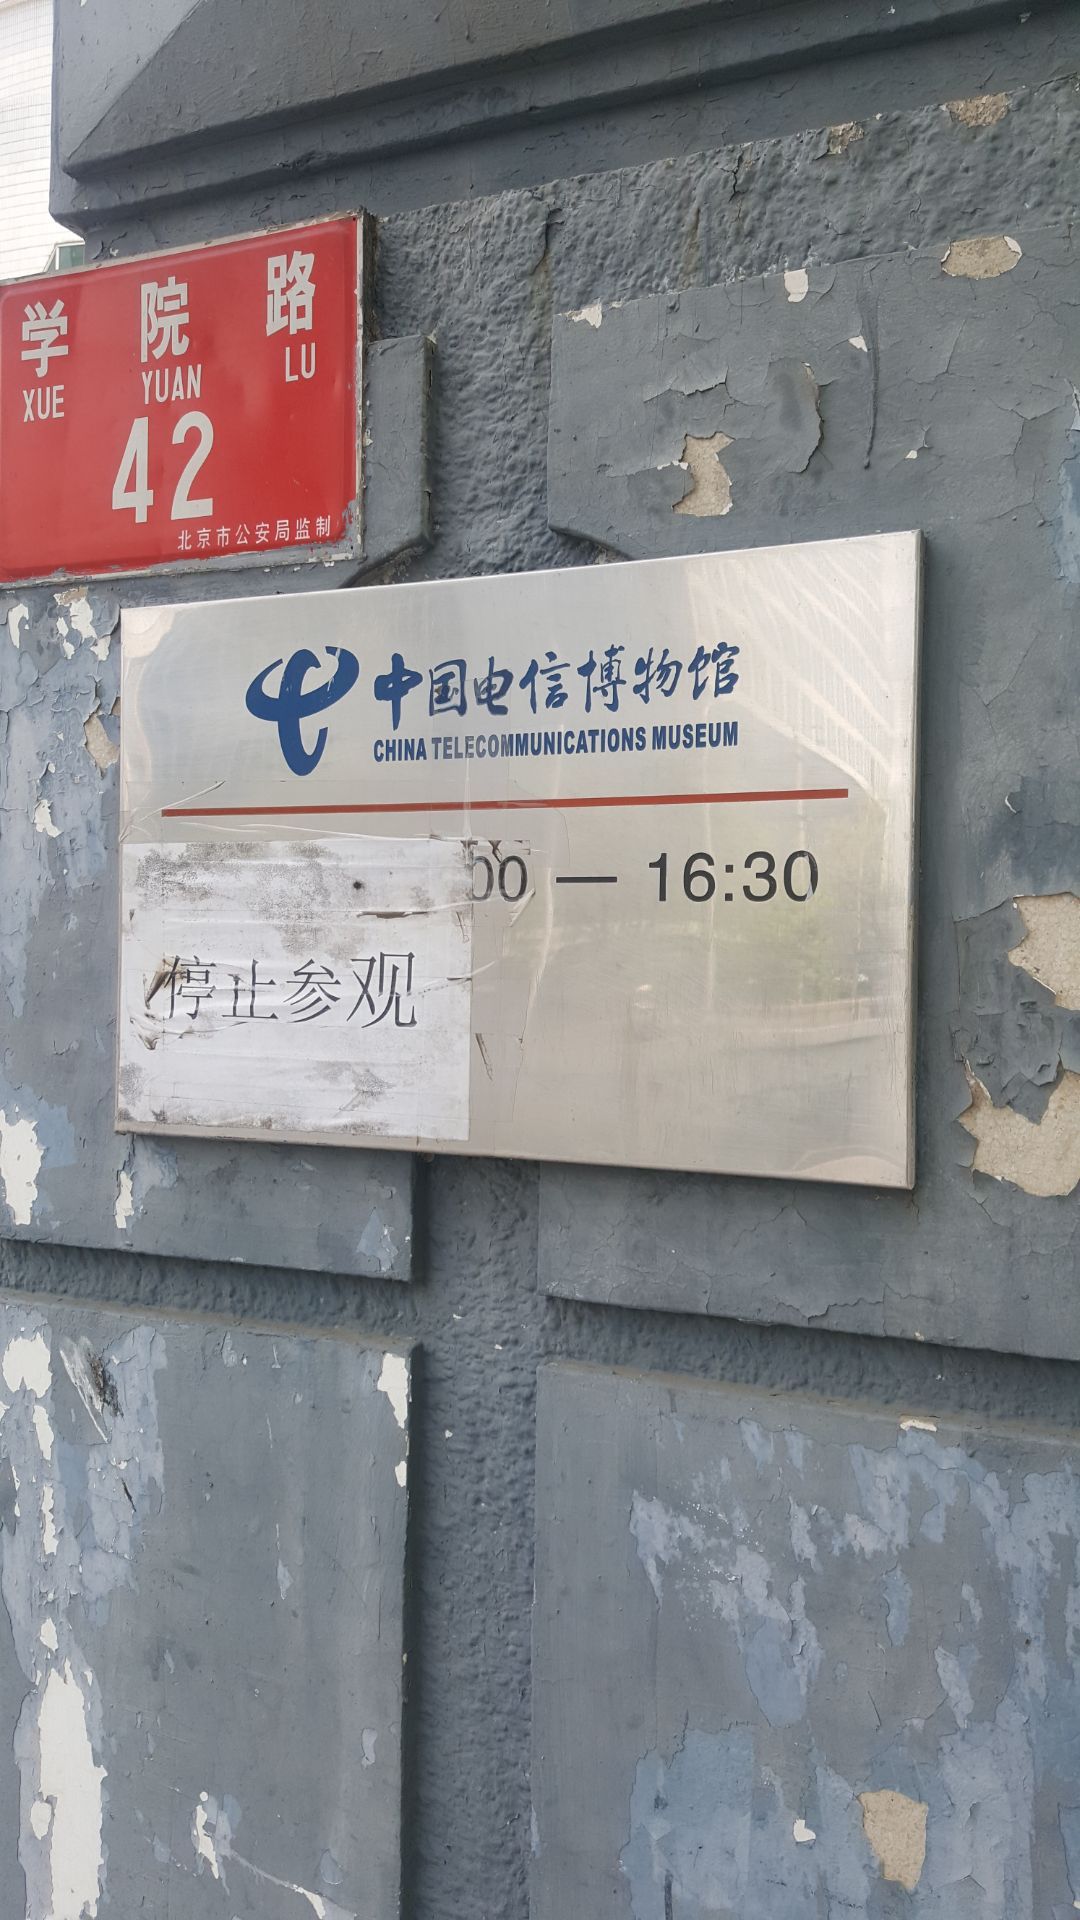 学院路
XUE YUAN LU
42
北京市公安局监制
中国电信博物馆
CHINA TELECOMMUNICATIONS MUSEUM
00 — 16:30
停止参观